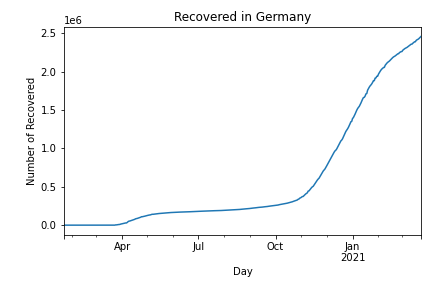 Recovered in Germany
1e6
Number of Recovered
2.5
2.0
1.5
1.0
0.5
0.0
Apr Jul Oct Jan
2021
Day